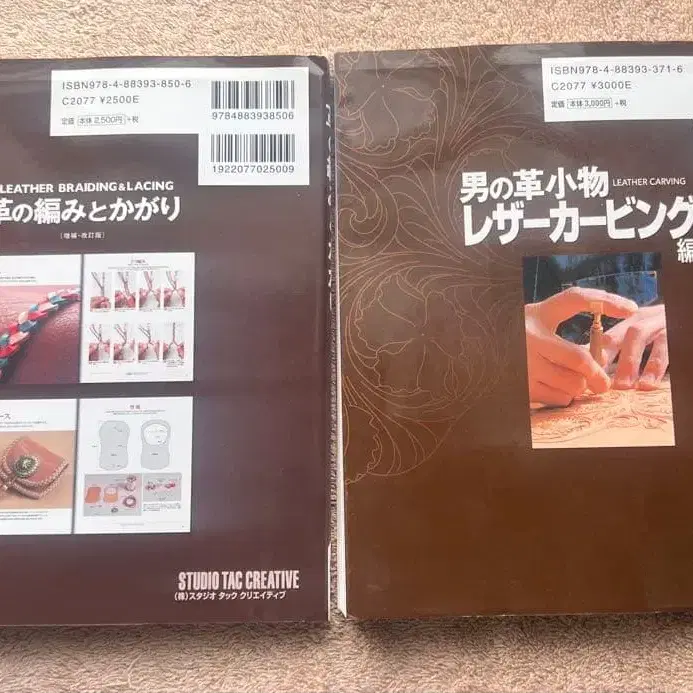 ISBN978-4-88393-850-6
C2077 ¥2500E
定価 本体2,500円 +税
9784883938506
1922077025009
LEATHER BRAIDING&LACING
革の編みとかがり
[増補・改訂版]
STUDIO TAC CREATIVE
(株)スタジオ タック クリエイティブ
ISBN978-4-88393-371-6
C2077 ¥3000E
定価 本体3,000円 +税
男の革小物 LEATHER CARVING
レザーカービング
編